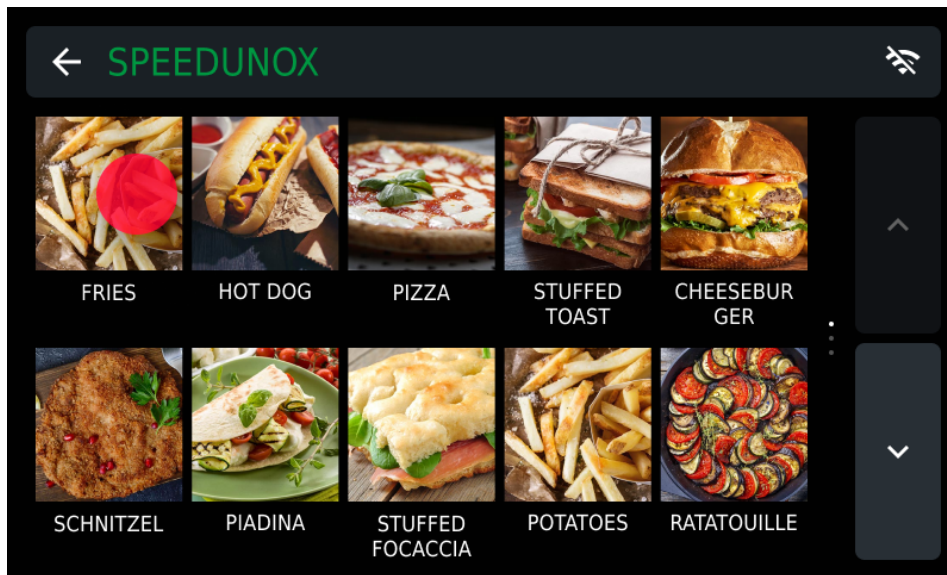 SPEEDUNOX
FRIES
HOT DOG
PIZZA
STUFFED
TOAST
CHEESEBUR
GER
SCHNITZEL
PIADINA
STUFFED
FOCACCIA
POTATOES
RATATOUILLE